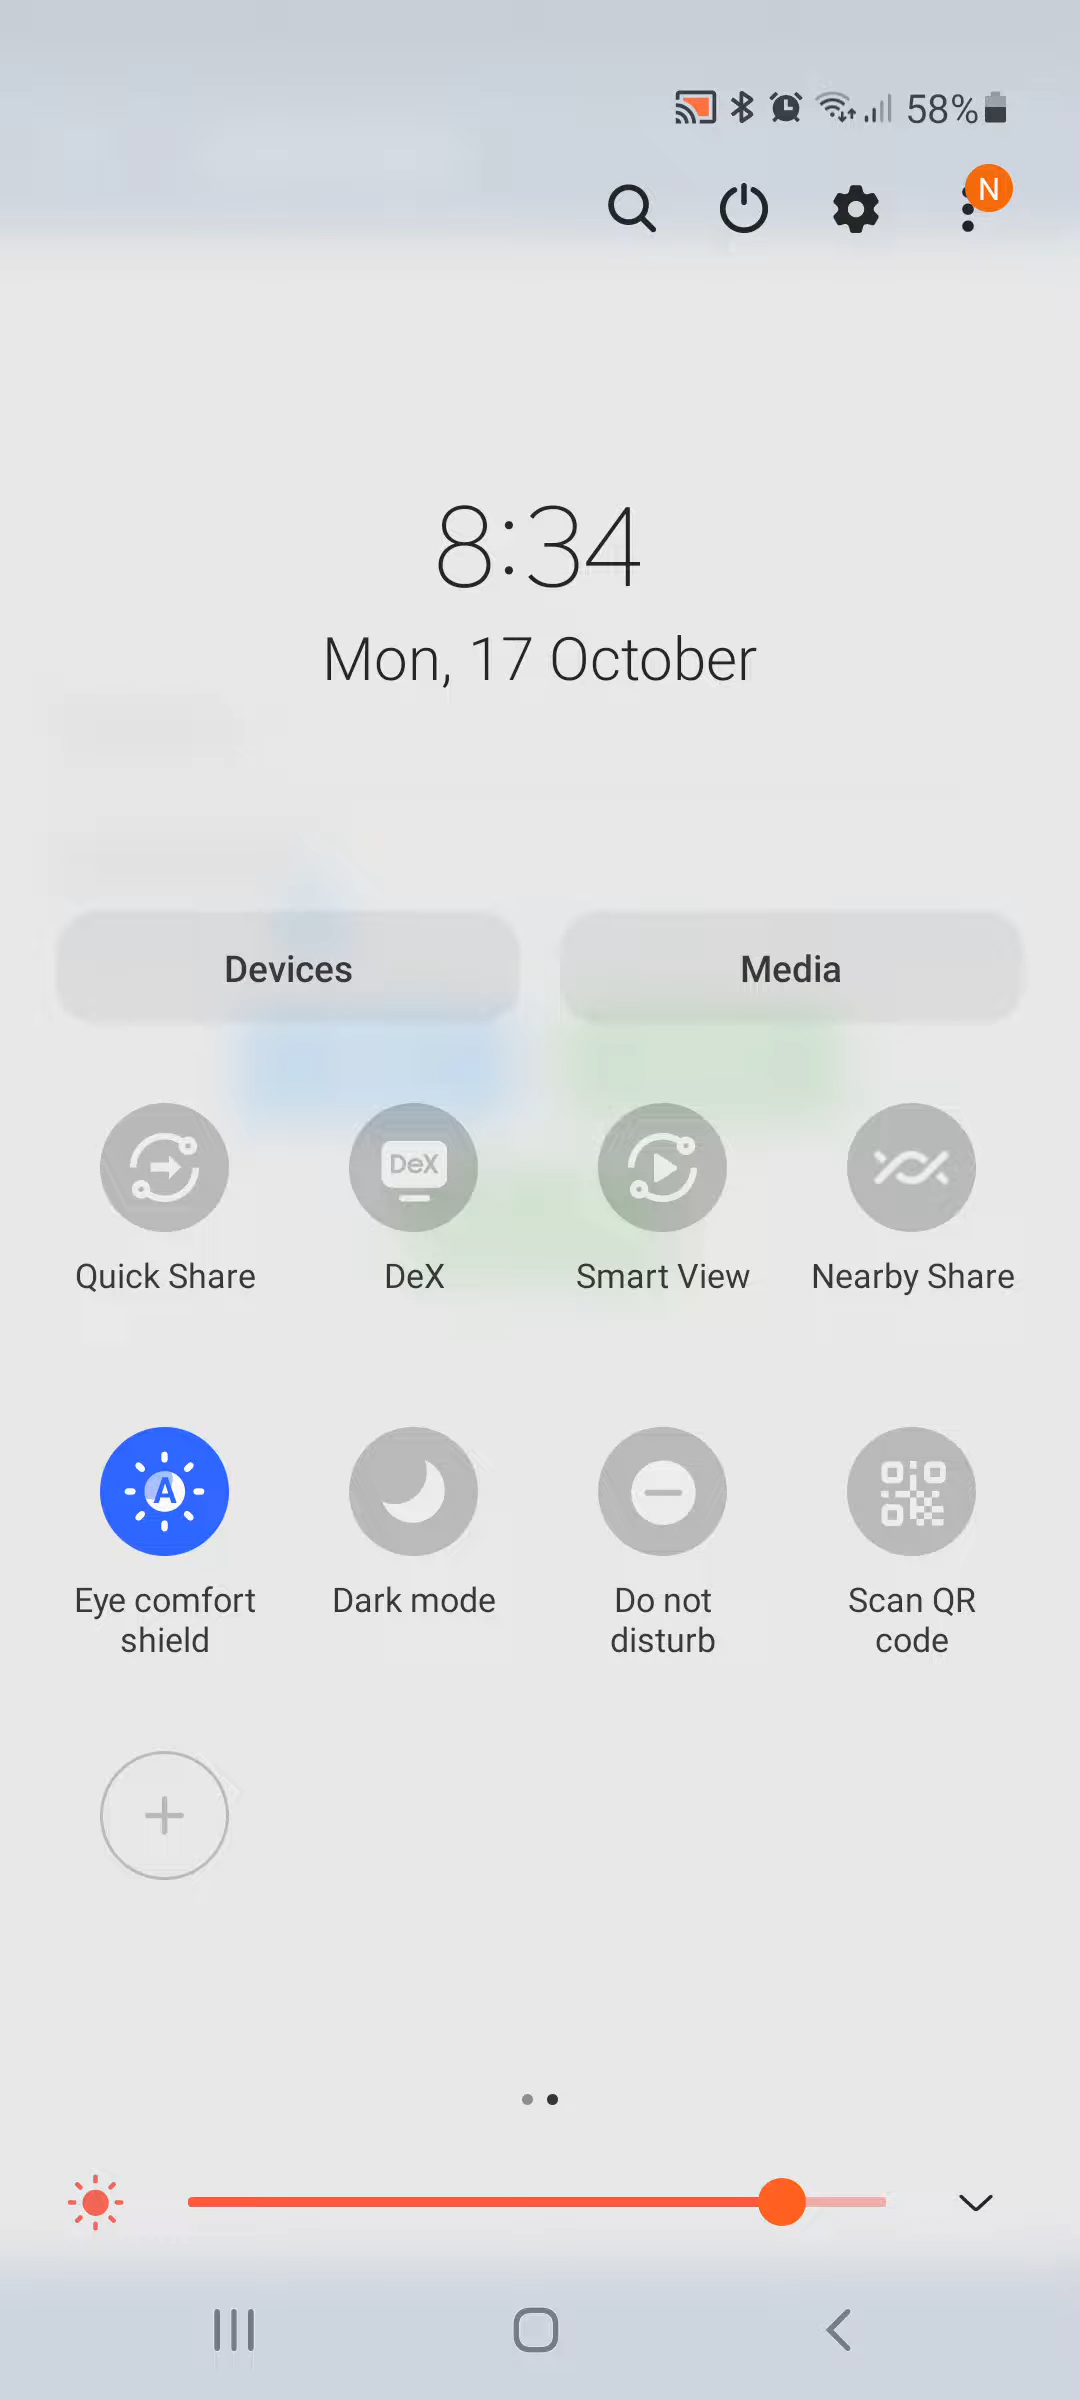 58%
N
8:34
Mon, 17 October
Devices
Media
DeX
Quick Share
DeX
Smart View
Nearby Share
A
Eye comfort
shield
Dark mode
Do not
disturb
Scan QR
code